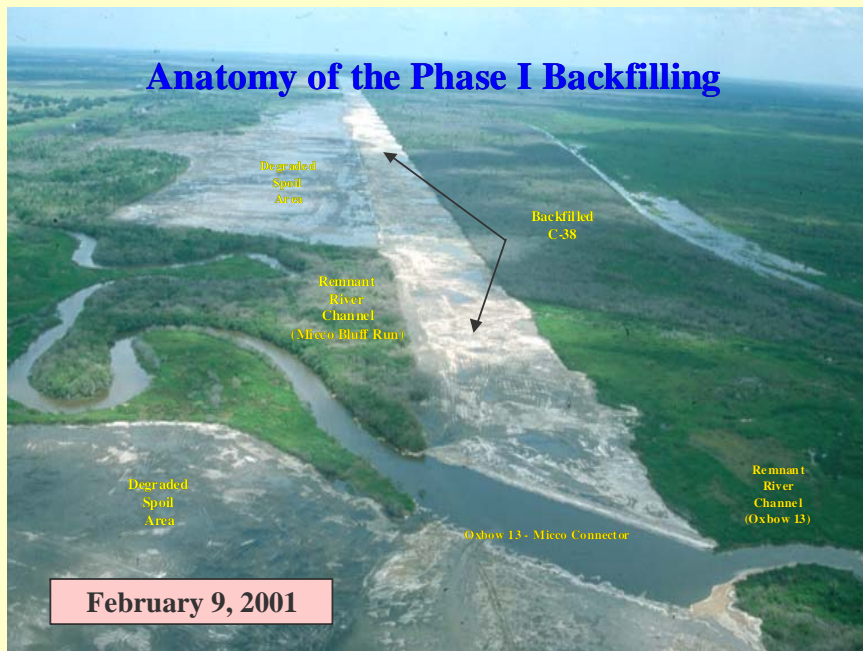 Anatomy of the Phase I Backfilling
Degraded
Spoil
Area
Backfilled
C-38
Remnant
River
Channel
(Micco Bluff Run)
Degraded
Spoil
Area
Remnant
River
Channel
(Oxbow 13)
Oxbow 13 - Micco Connector
February 9, 2001